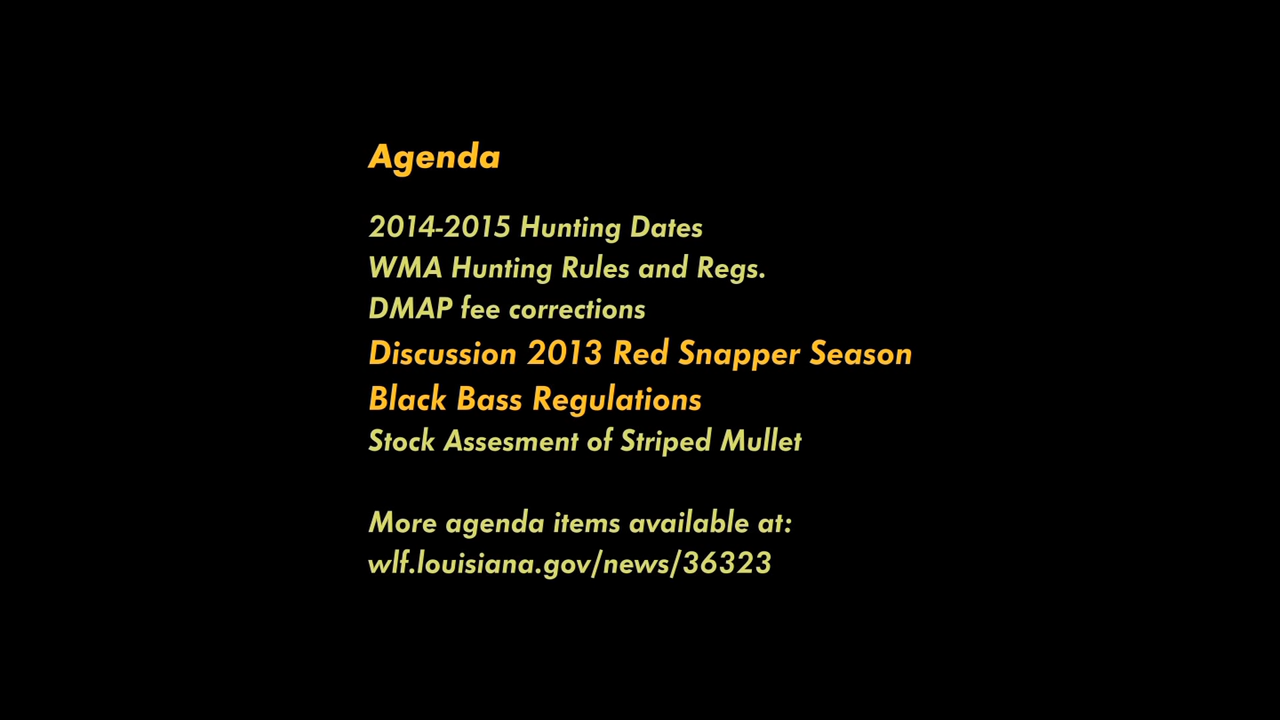 Agenda
2014-2015 Hunting Dates
WMA Hunting Rules and Regs.
DMAP fee corrections
Discussion 2013 Red Snapper Season
Black Bass Regulations
Stock Assesment of Striped Mullet
More agenda items available at:
wlf.louisiana.gov/news/36323